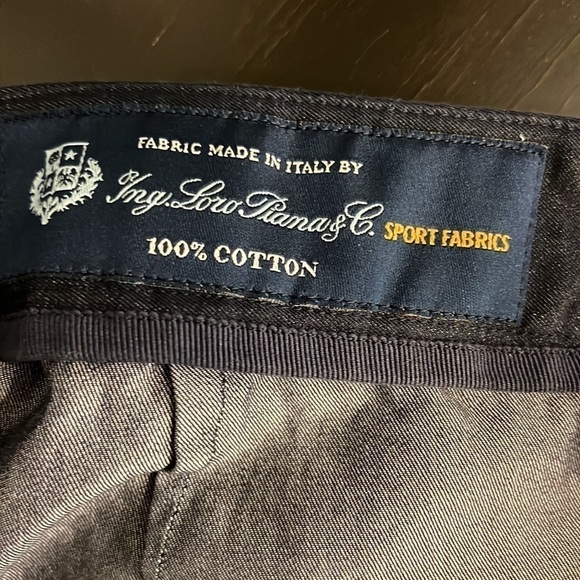 FABRIC MADE IN ITALY BY
Ing. Loro Piana & C. SPORT FABRICS
100% COTTON